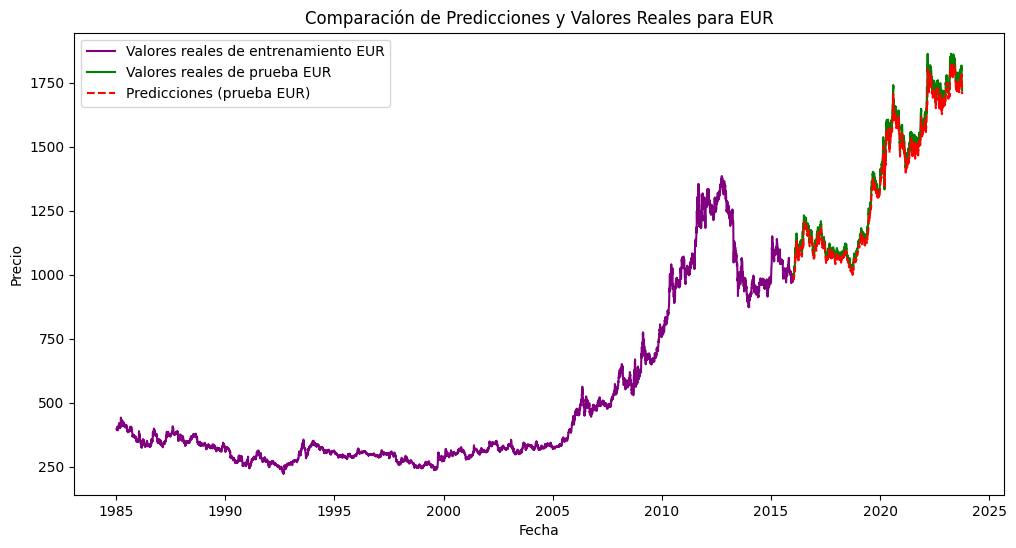 Comparación de Predicciones y Valores Reales para EUR
Valores reales de entrenamiento EUR
Valores reales de prueba EUR
Predicciones (prueba EUR)
Precio
1750
1500
1250
1000
750
500
250
1985
1990
1995
2000
2005
2010
2015
2020
2025
Fecha